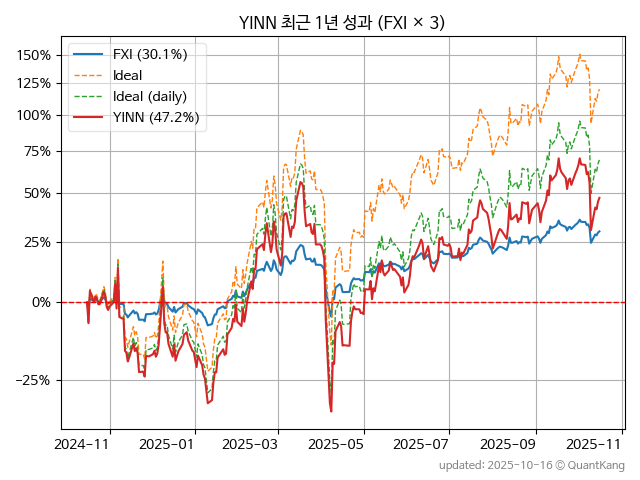 YINN 최근 1년 성과 (FXI × 3)
FXI (30.1%)
Ideal
Ideal (daily)
YINN (47.2%)
150%
125%
100%
75%
50%
25%
0%
−25%
2024-11 2025-01 2025-03 2025-05 2025-07 2025-09 2025-11
updated: 2025-10-16 © QuantKang